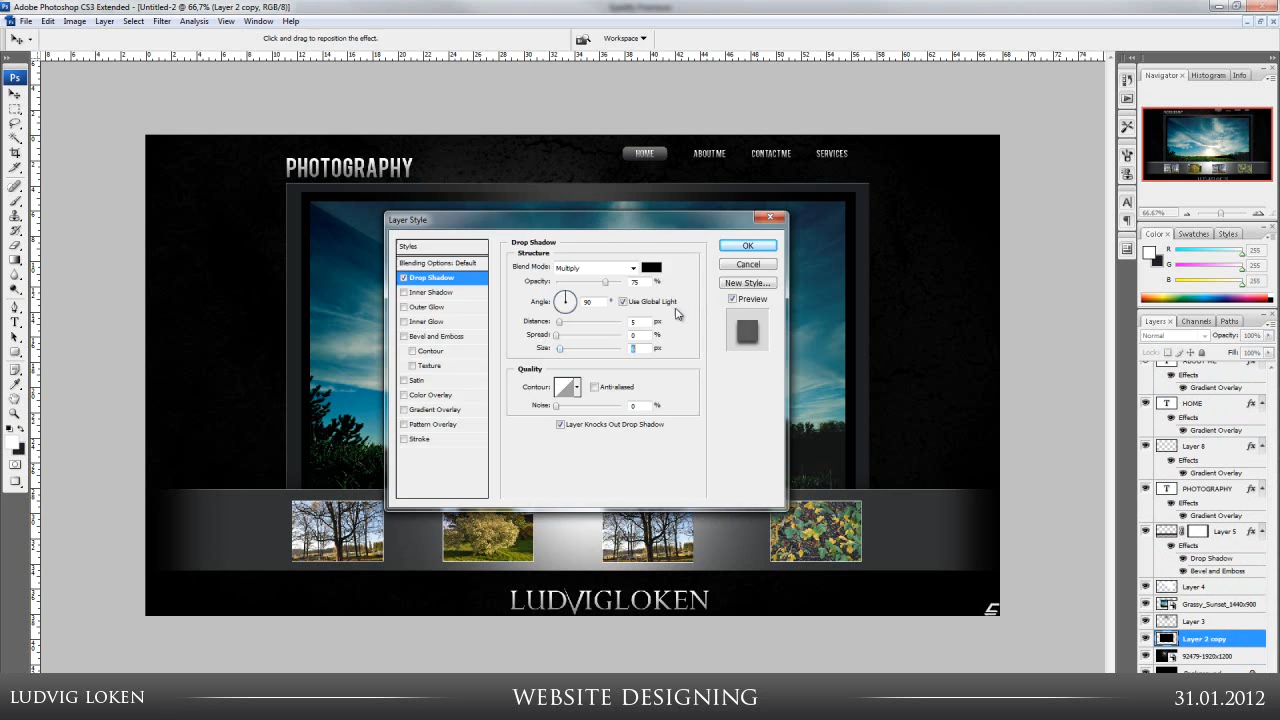 Adobe Photoshop CS3 Extended - [Untitled-2 @ 66,7% (Layer 2 copy, RGB/8)]
File Edit Image Layer Select Filter Analysis View Window Help
Click and drag to reposition the effect.
Workspace
Ps
PHOTOGRAPHY
HOME ABOUT ME CONTACT ME SERVICES
Layer Style
Styles
Blending Options: Default
Drop Shadow
Inner Shadow
Outer Glow
Inner Glow
Bevel and Emboss
Contour
Texture
Satin
Color Overlay
Gradient Overlay
Pattern Overlay
Stroke
Drop Shadow
Structure
Blend Mode: Multiply
Opacity: 75 %
Angle: 90 ° Use Global Light
Distance: 5 px
Spread: 0 %
Size: px
Quality
Contour: Anti-aliased
Noise: 0 %
Layer Knocks Out Drop Shadow
OK
Cancel
New Style...
Preview
LUDVIGLOKEN
Navigator Histogram Info
66.67%
Color Swatches Styles
R 255
G 255
B 255
Layers Channels Paths
Normal Opacity: 100%
Lock: Fill: 100%
ABOUT ME
Effects
Gradient Overlay
T HOME fx
Effects
Gradient Overlay
Layer 8 fx
Effects
Gradient Overlay
T PHOTOGRAPHY fx
Effects
Gradient Overlay
Layer 5 fx
Effects
Drop Shadow
Bevel and Emboss
Layer 4
Grassy_Sunset_1440x900
Layer 3
Layer 2 copy
92479-1920x1200
LUDVIG LOKEN
WEBSITE DESIGNING
31.01.2012